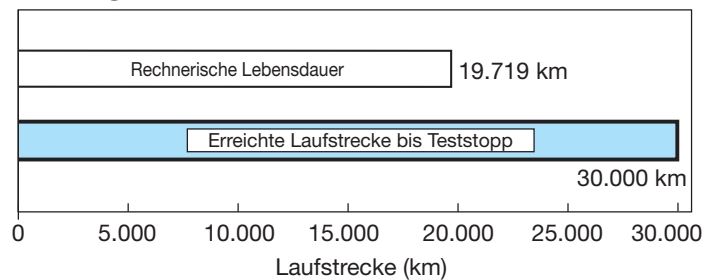 Rechnerische Lebensdauer
19.719 km
Erreichte Laufstrecke bis Teststopp
30.000 km
0 5.000 10.000 15.000 20.000 25.000 30.000
Laufstrecke (km)